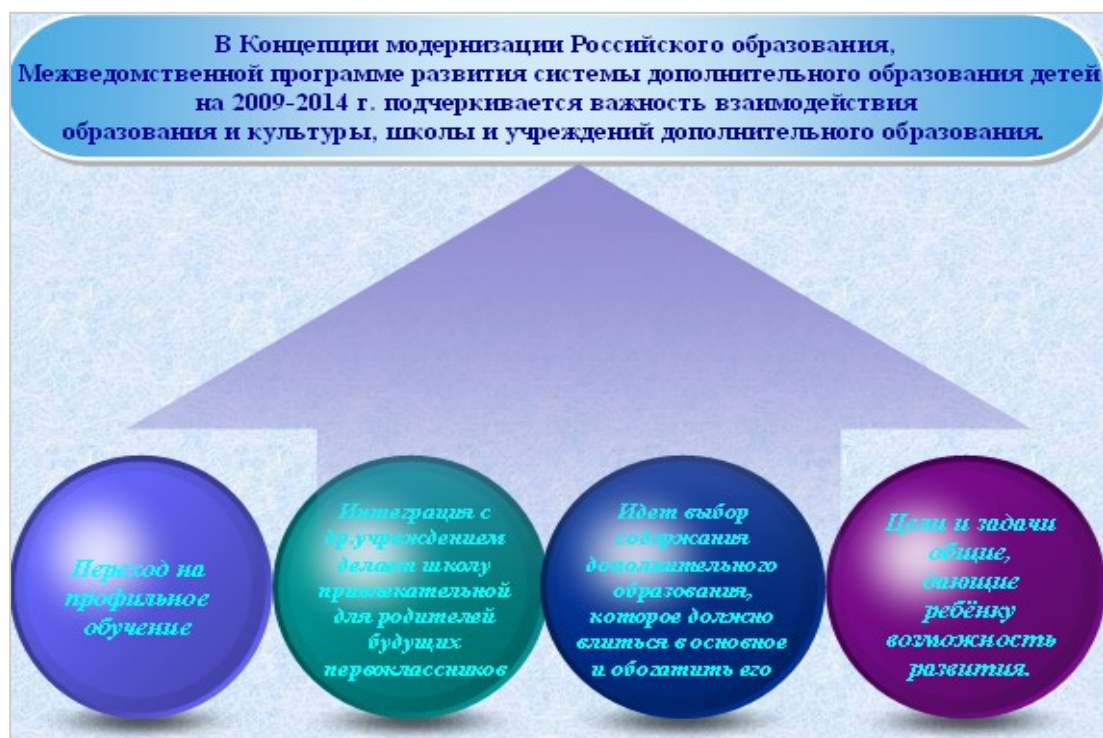 В Концепции модернизации Российского образования,
Межведомственной программе развития системы дополнительного образования детей
на 2009-2014 г. подчеркивается важность взаимодействия
образования и культуры, школы и учреждений дополнительного образования.
Переход на
профильное
обучение
Интеграция с
др.учреждением
делает школу
привлекательной
для родителей
будущих
первоклассников
Идет выбор
содержания
дополнительного
образования,
которое должно
влиться в основное
и обогатить его
Цели и задачи
общие,
дающие
ребёнку
возможность
развития.